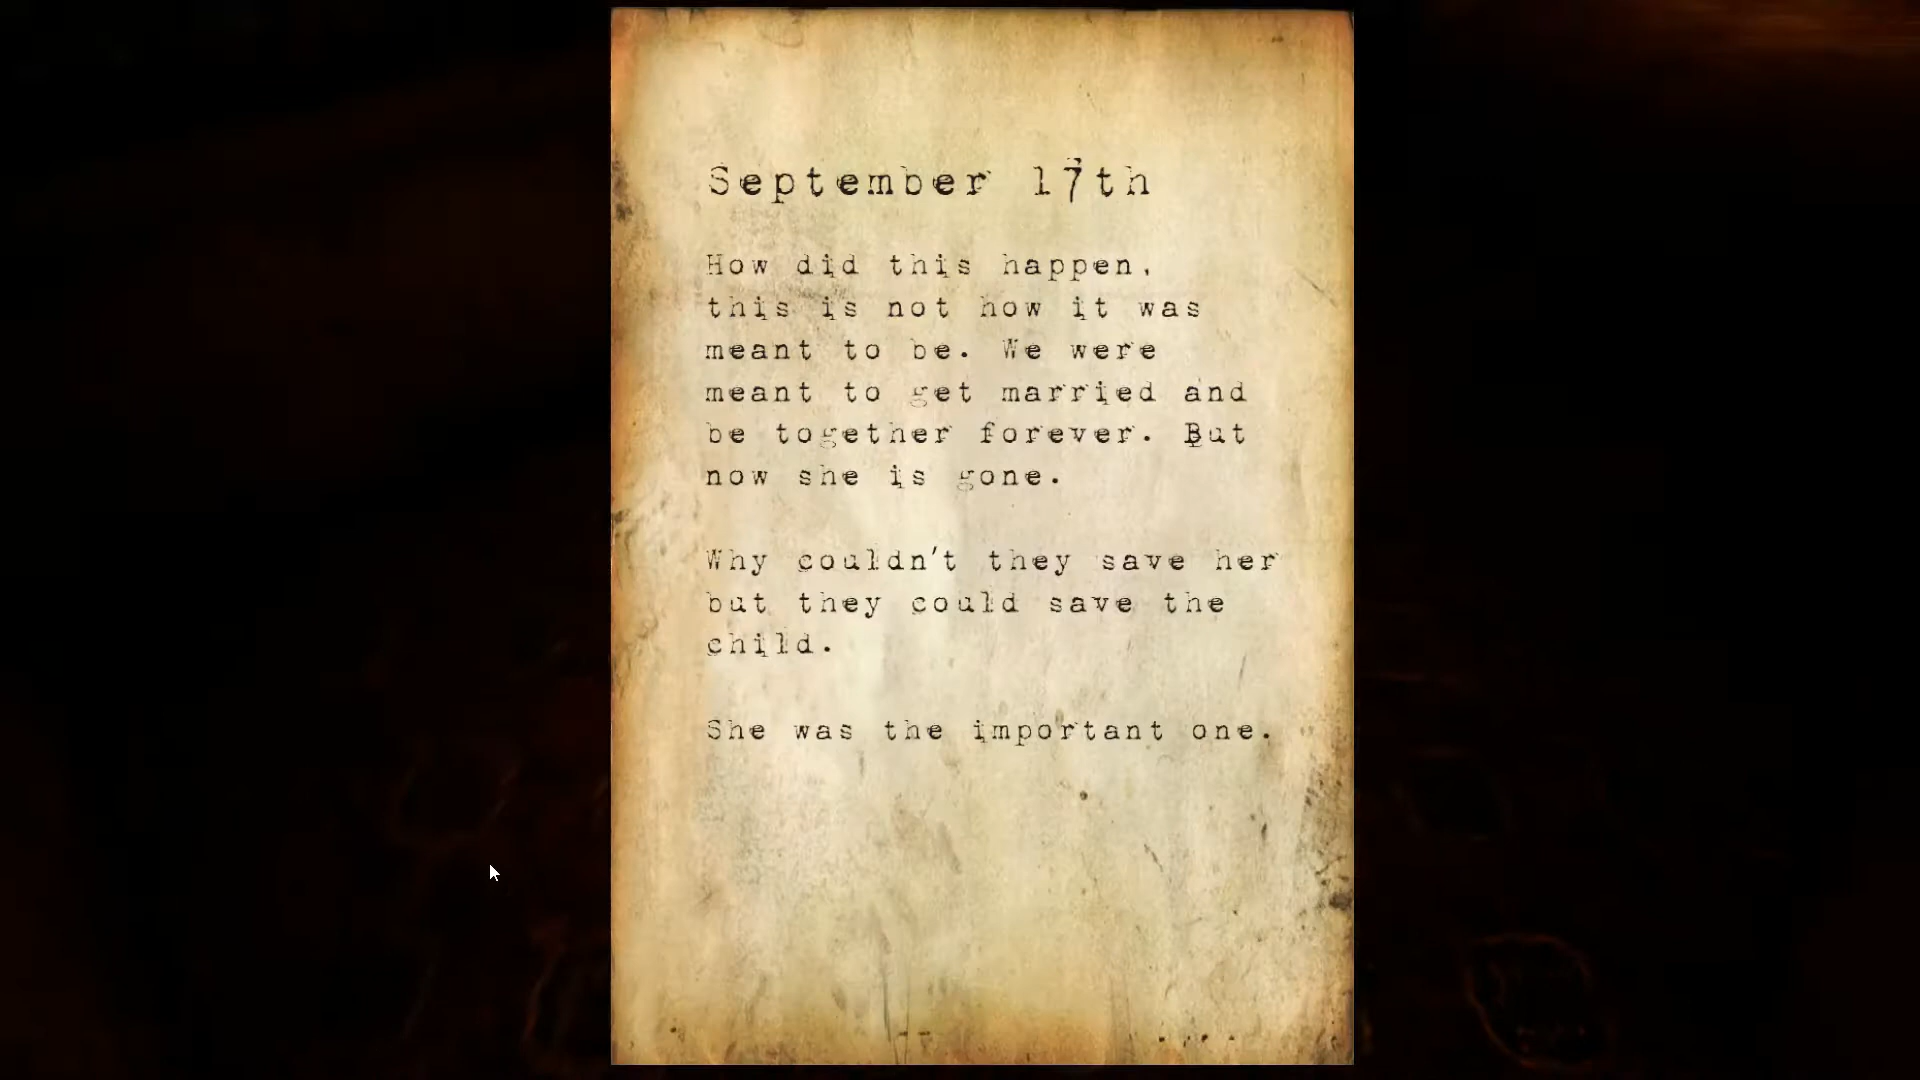 September 17th
How did this happen,
this is not how it was
meant to be. We were
meant to get married and
be together forever. But
now she is gone.
Why couldn't they save her
but they could save the
child.
She was the important one.